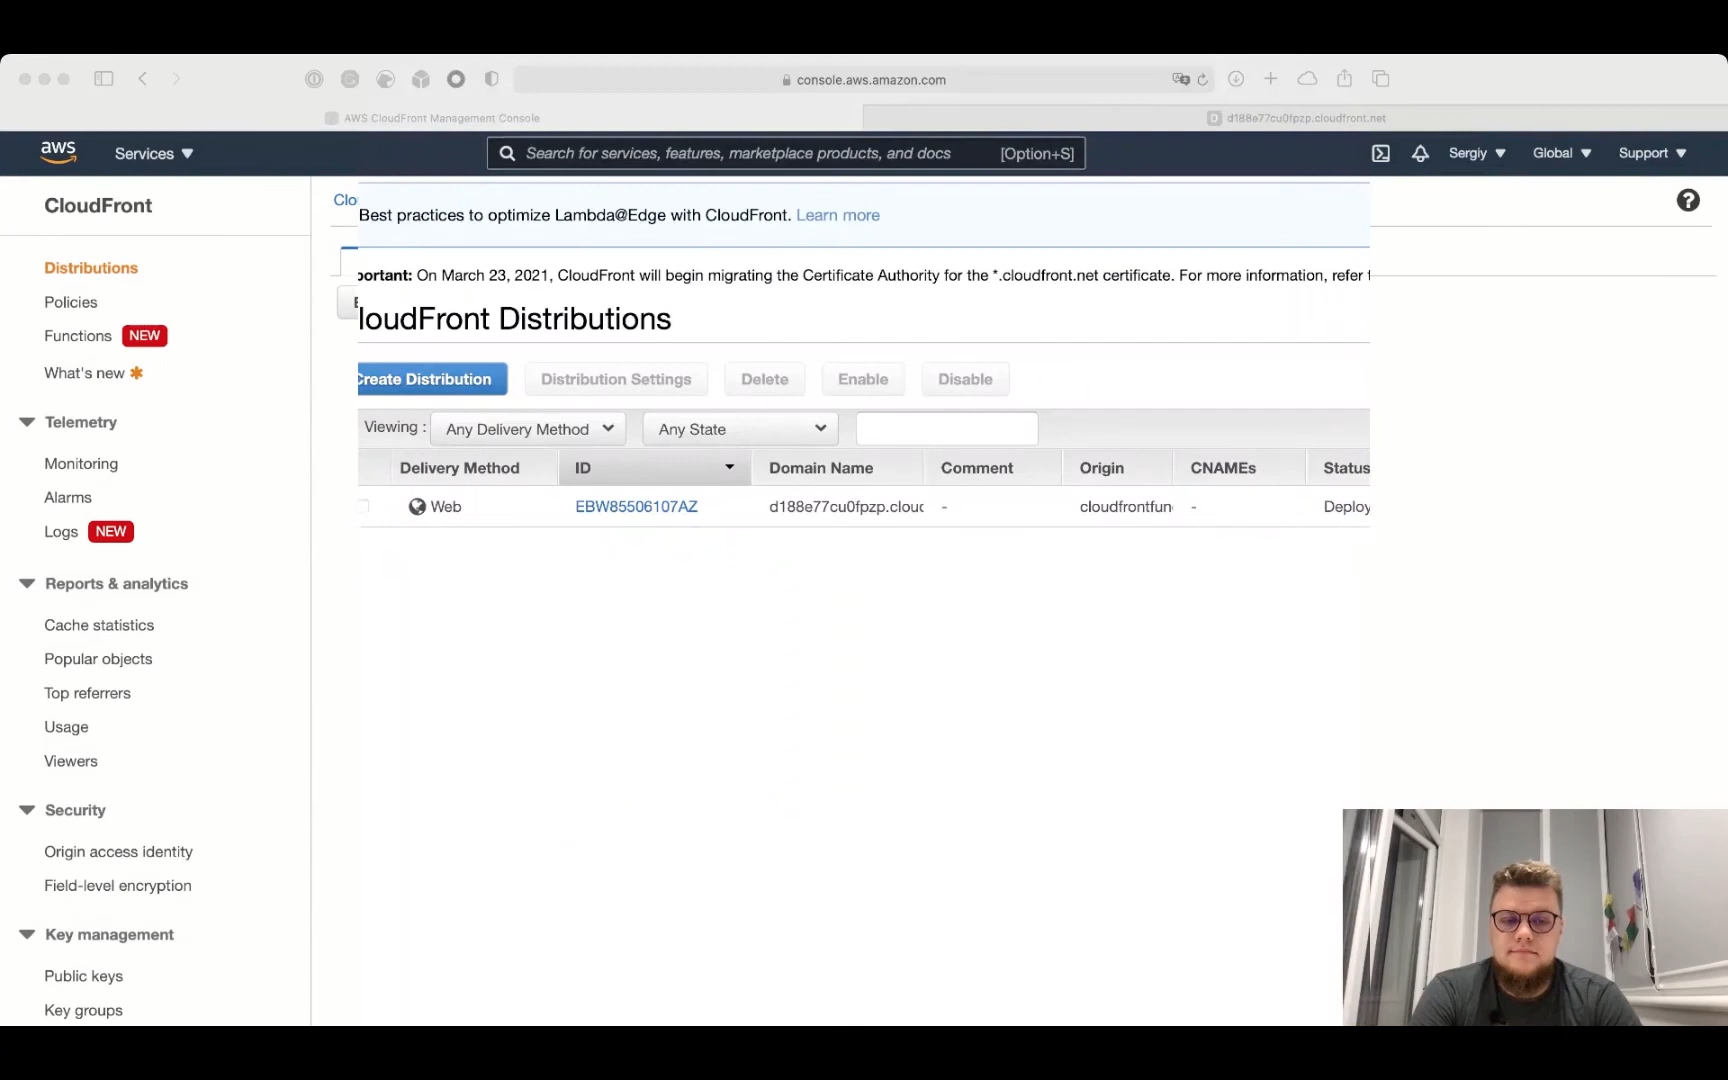 console.aws.amazon.com
AWS CloudFront Management Console
D d188e77cu0fpzp.cloudfront.net
aws
Services
Search for services, features, marketplace products, and docs [Option+S]
Sergiy
Global
Support
CloudFront
Distributions
Policies
Functions NEW
What's new
Telemetry
Monitoring
Alarms
Logs NEW
Reports & analytics
Cache statistics
Popular objects
Top referrers
Usage
Viewers
Security
Origin access identity
Field-level encryption
Key management
Public keys
Key groups
Clo
Best practices to optimize Lambda@Edge with CloudFront. Learn more
portant: On March 23, 2021, CloudFront will begin migrating the Certificate Authority for the *.cloudfront.net certificate. For more information, refer t
loudFront Distributions
Create Distribution
Distribution Settings
Delete
Enable
Disable
Viewing : Any Delivery Method Any State
Delivery Method ID Domain Name Comment Origin CNAMEs Status
Web EBW85506107AZ d188e77cu0fpzp.clouc - cloudfrontfun - Deploy